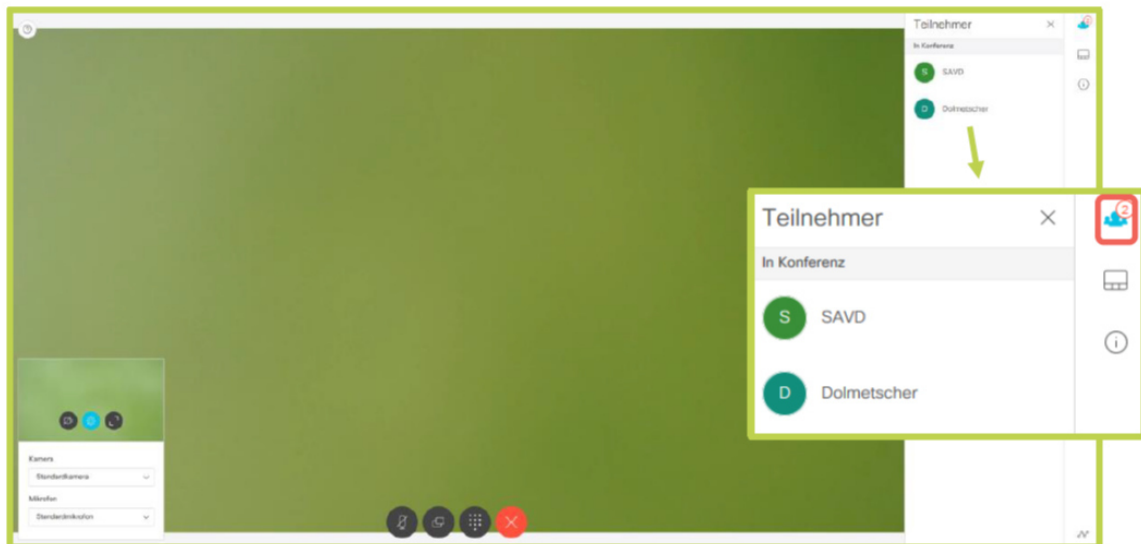 Teilnehmer
In Konferenz
S SAVD
D Dolmetscher
Teilnehmer
2
In Konferenz
S SAVD
D Dolmetscher
Kamera
Standardkamera
Mikrofon
Standardmikrofon